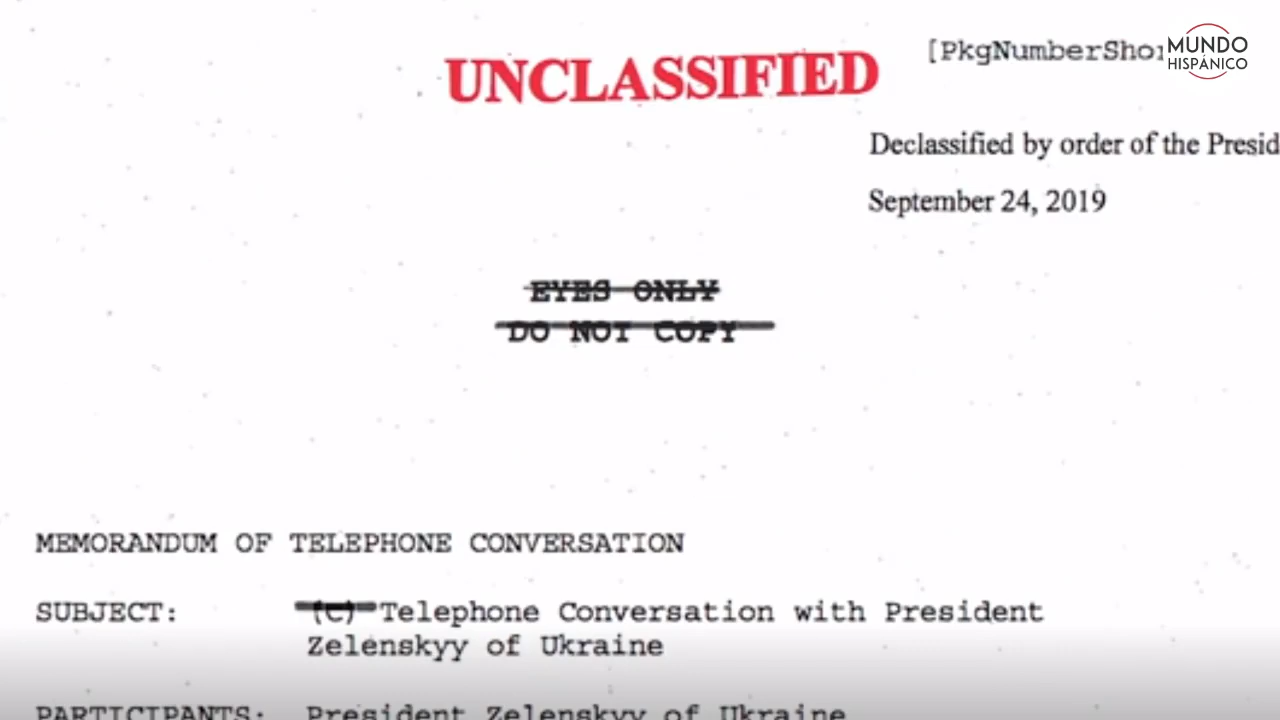 UNCLASSIFIED
[PkgNumberShor
MUNDO
HISPÁNICO
Declassified by order of the Presid
September 24, 2019
EYES ONLY
DO NOT COPY
MEMORANDUM OF TELEPHONE CONVERSATION
SUBJECT: (C) Telephone Conversation with President
Zelenskyy of Ukraine
PARTICIPANTS: President Zelenskyy of Ukraine